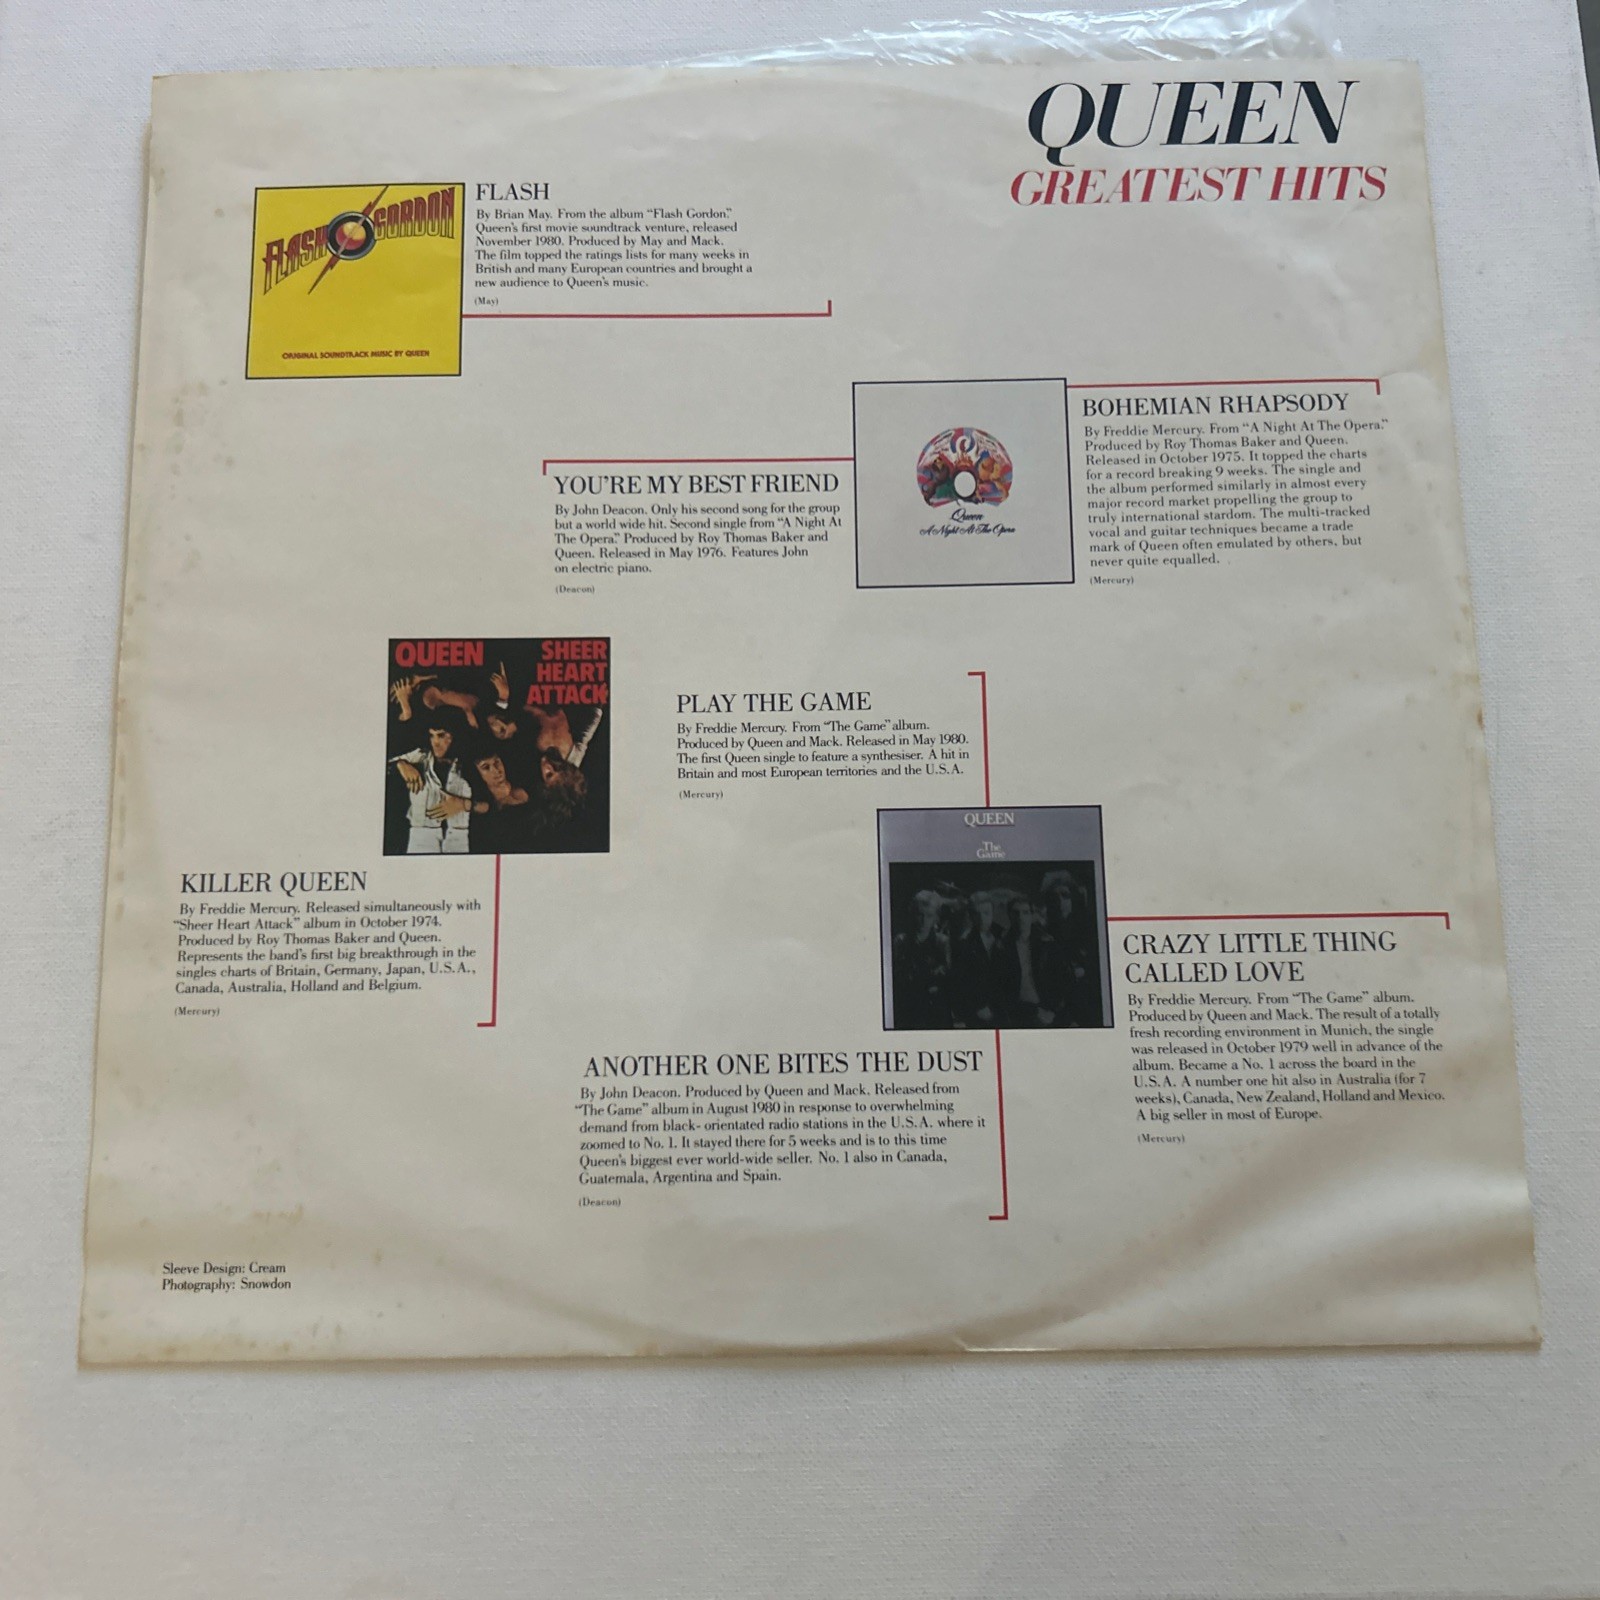 QUEEN
GREATEST HITS
FLASH GORDON
ORIGINAL SOUNDTRACK MUSIC BY QUEEN
FLASH
By Brian May. From the album “Flash Gordon.”
Queen's first movie soundtrack venture, released
November 1980. Produced by May and Mack.
The film topped the ratings lists for many weeks in
British and many European countries and brought a
new audience to Queen's music.
(May)
Queen
A Night At The Opera
BOHEMIAN RHAPSODY
By Freddie Mercury. From “A Night At The Opera.”
Produced by Roy Thomas Baker and Queen.
Released in October 1975. It topped the charts
for a record breaking 9 weeks. The single and
the album performed similarly in almost every
major record market propelling the group to
truly international stardom. The multi-tracked
vocal and guitar techniques became a trade
mark of Queen often emulated by others, but
never quite equalled.
(Mercury)
YOU'RE MY BEST FRIEND
By John Deacon. Only his second song for the group
but a world wide hit. Second single from “A Night At
The Opera.” Produced by Roy Thomas Baker and
Queen. Released in May 1976. Features John
on electric piano.
(Deacon)
QUEEN
SHEER
HEART
ATTACK
PLAY THE GAME
By Freddie Mercury. From “The Game” album.
Produced by Queen and Mack. Released in May 1980.
The first Queen single to feature a synthesiser. A hit in
Britain and most European territories and the U.S.A.
(Mercury)
QUEEN
The
Game
KILLER QUEEN
By Freddie Mercury. Released simultaneously with
“Sheer Heart Attack” album in October 1974.
Produced by Roy Thomas Baker and Queen.
Represents the band's first big breakthrough in the
singles charts of Britain, Germany, Japan, U.S.A.,
Canada, Australia, Holland and Belgium.
(Mercury)
CRAZY LITTLE THING
CALLED LOVE
By Freddie Mercury. From “The Game” album.
Produced by Queen and Mack. The result of a totally
fresh recording environment in Munich, the single
was released in October 1979 well in advance of the
album. Became a No. 1 across the board in the
U.S.A. A number one hit also in Australia (for 7
weeks), Canada, New Zealand, Holland and Mexico.
A big seller in most of Europe.
(Mercury)
ANOTHER ONE BITES THE DUST
By John Deacon. Produced by Queen and Mack. Released from
“The Game” album in August 1980 in response to overwhelming
demand from black- orientated radio stations in the U.S.A. where it
zoomed to No. 1. It stayed there for 5 weeks and is to this time
Queen's biggest ever world-wide seller. No. 1 also in Canada,
Guatemala, Argentina and Spain.
(Deacon)
Sleeve Design: Cream
Photography: Snowdon